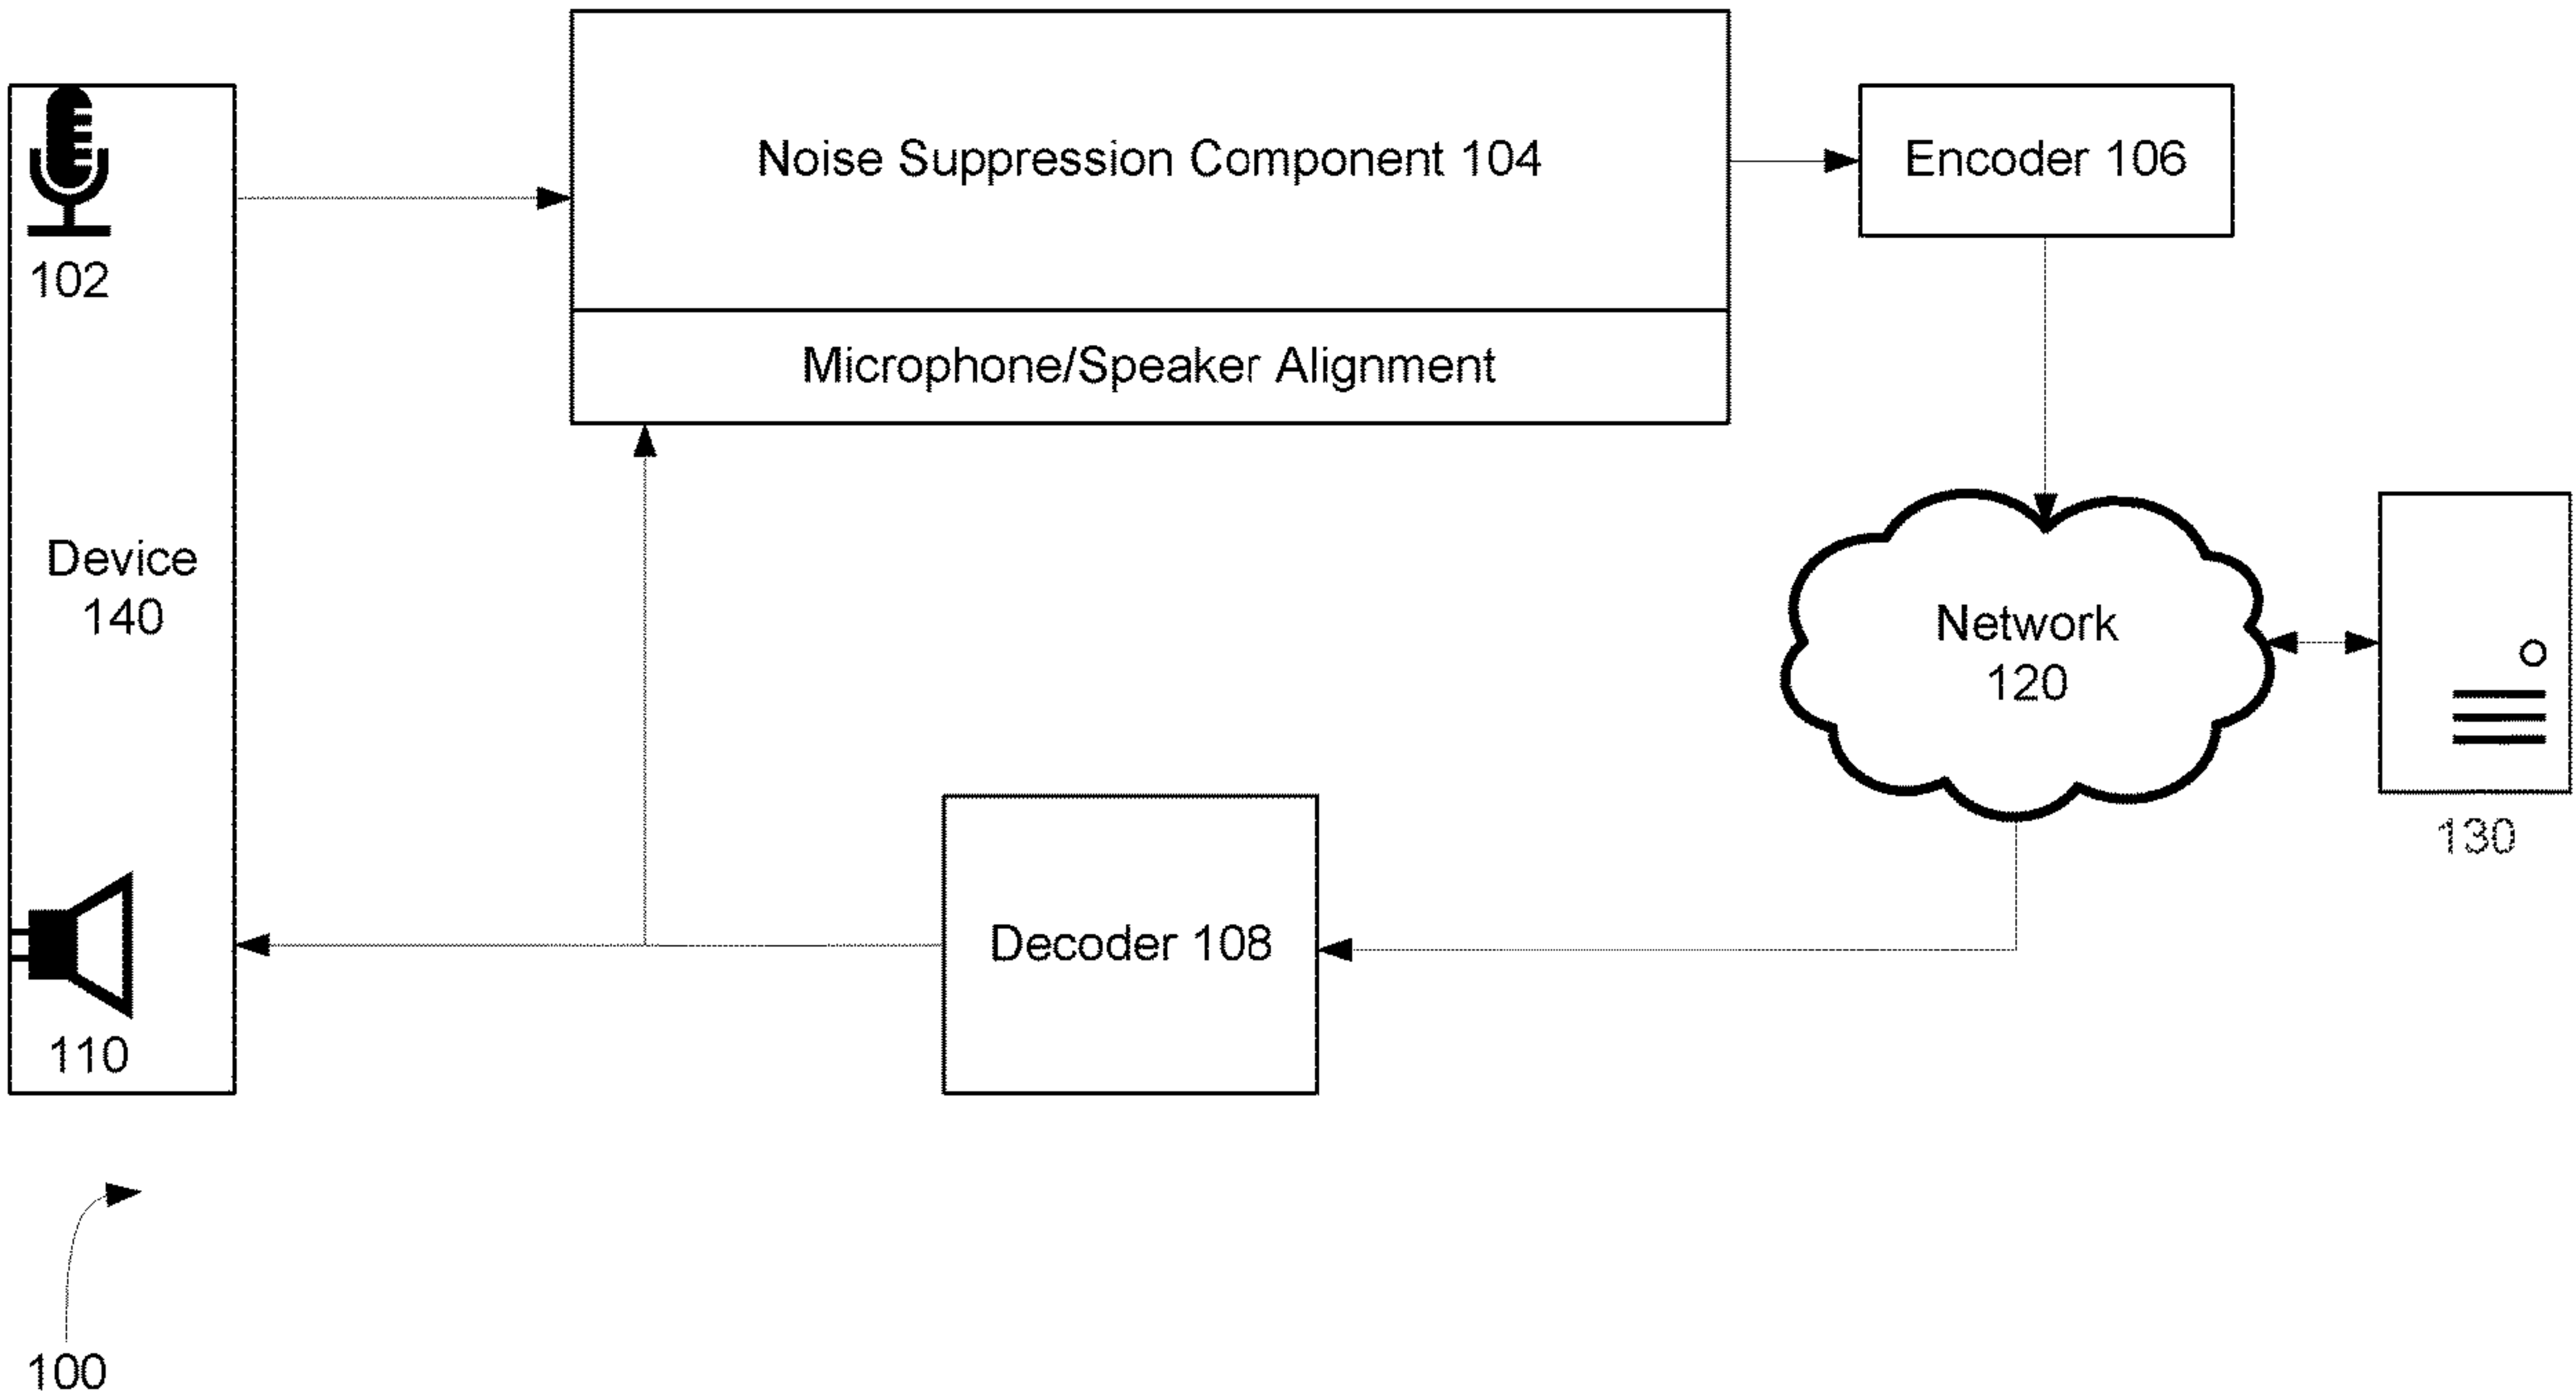 Noise Suppression Component 104
Encoder 106
102
Microphone/Speaker Alignment
Device
140
Network
120
130
Decoder 108
110
100